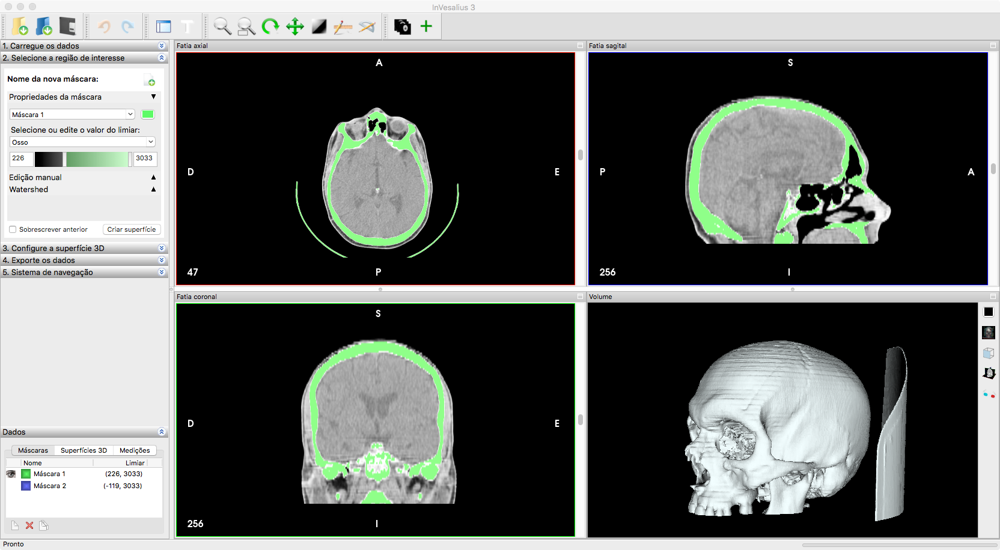 InVesalius 3
1. Carregue os dados
2. Selecione a região de interesse
Nome da nova máscara:
Propriedades da máscara
Máscara 1
Selecione ou edite o valor do limiar:
Osso
226
3033
Edição manual
Watershed
Sobrescrever anterior
Criar superfície
3. Configure a superfície 3D
4. Exporte os dados
5. Sistema de navegação
Dados
Máscaras Superfícies 3D Medições
Nome Limiar
Máscara 1 (226, 3033)
Máscara 2 (-119, 3033)
Pronto
Fatia axial
A
D
E
47
P
Fatia sagital
S
P
A
256
I
Fatia coronal
S
D
E
256
I
Volume